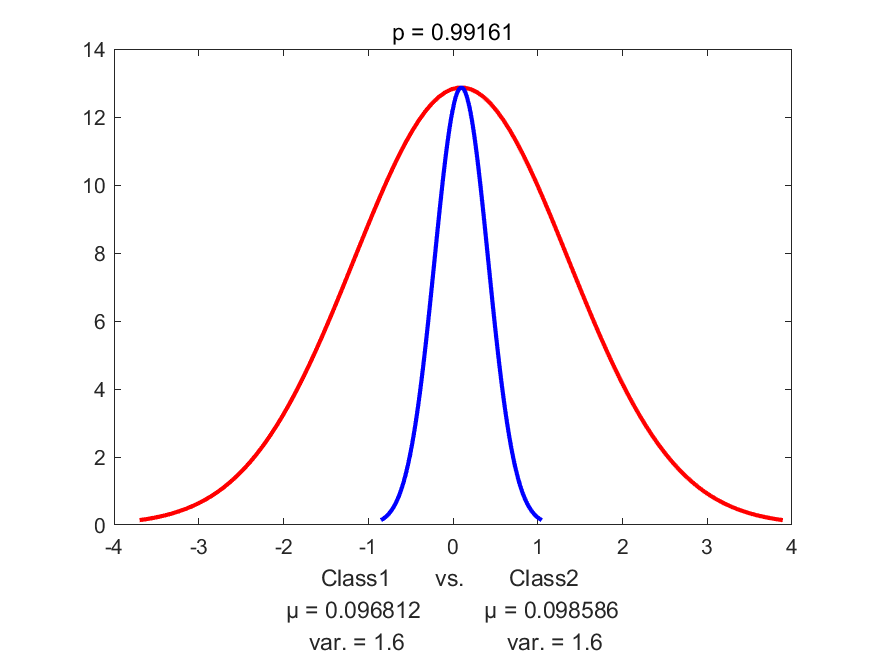 p = 0.99161
14
12
10
8
6
4
2
0
-4 -3 -2 -1 0 1 2 3 4
Class1 vs. Class2
μ = 0.096812 μ = 0.098586
var. = 1.6 var. = 1.6